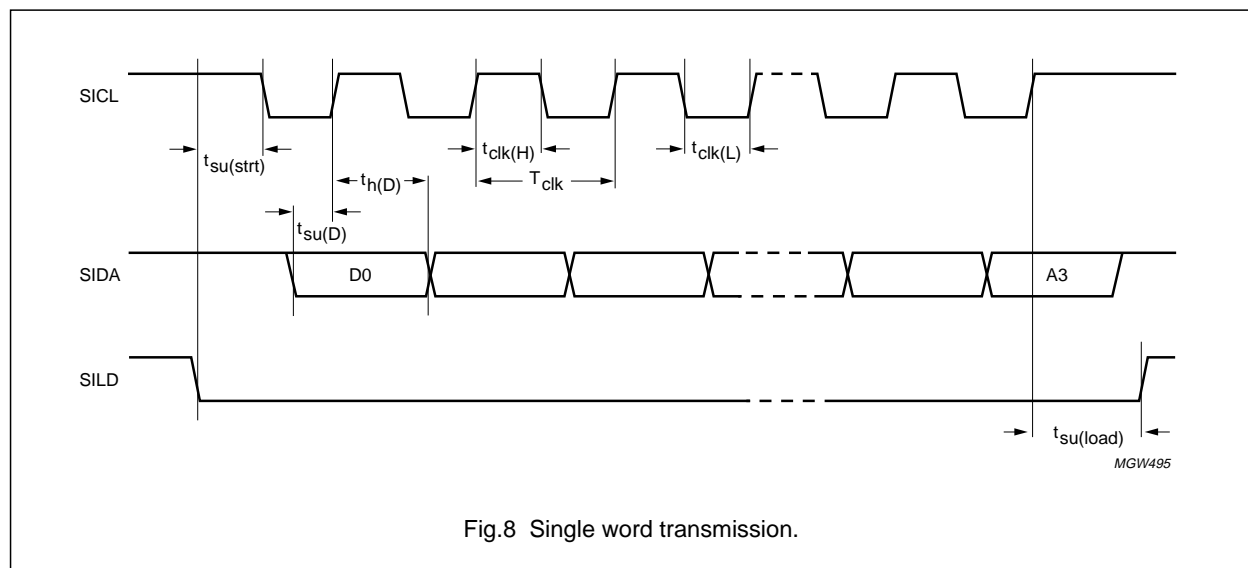 SICL
tsu(strt)
tclk(H)
tclk(L)
th(D)
Tclk
tsu(D)
SIDA
D0
A3
SILD
tsu(load)
MGW495
Fig.8 Single word transmission.